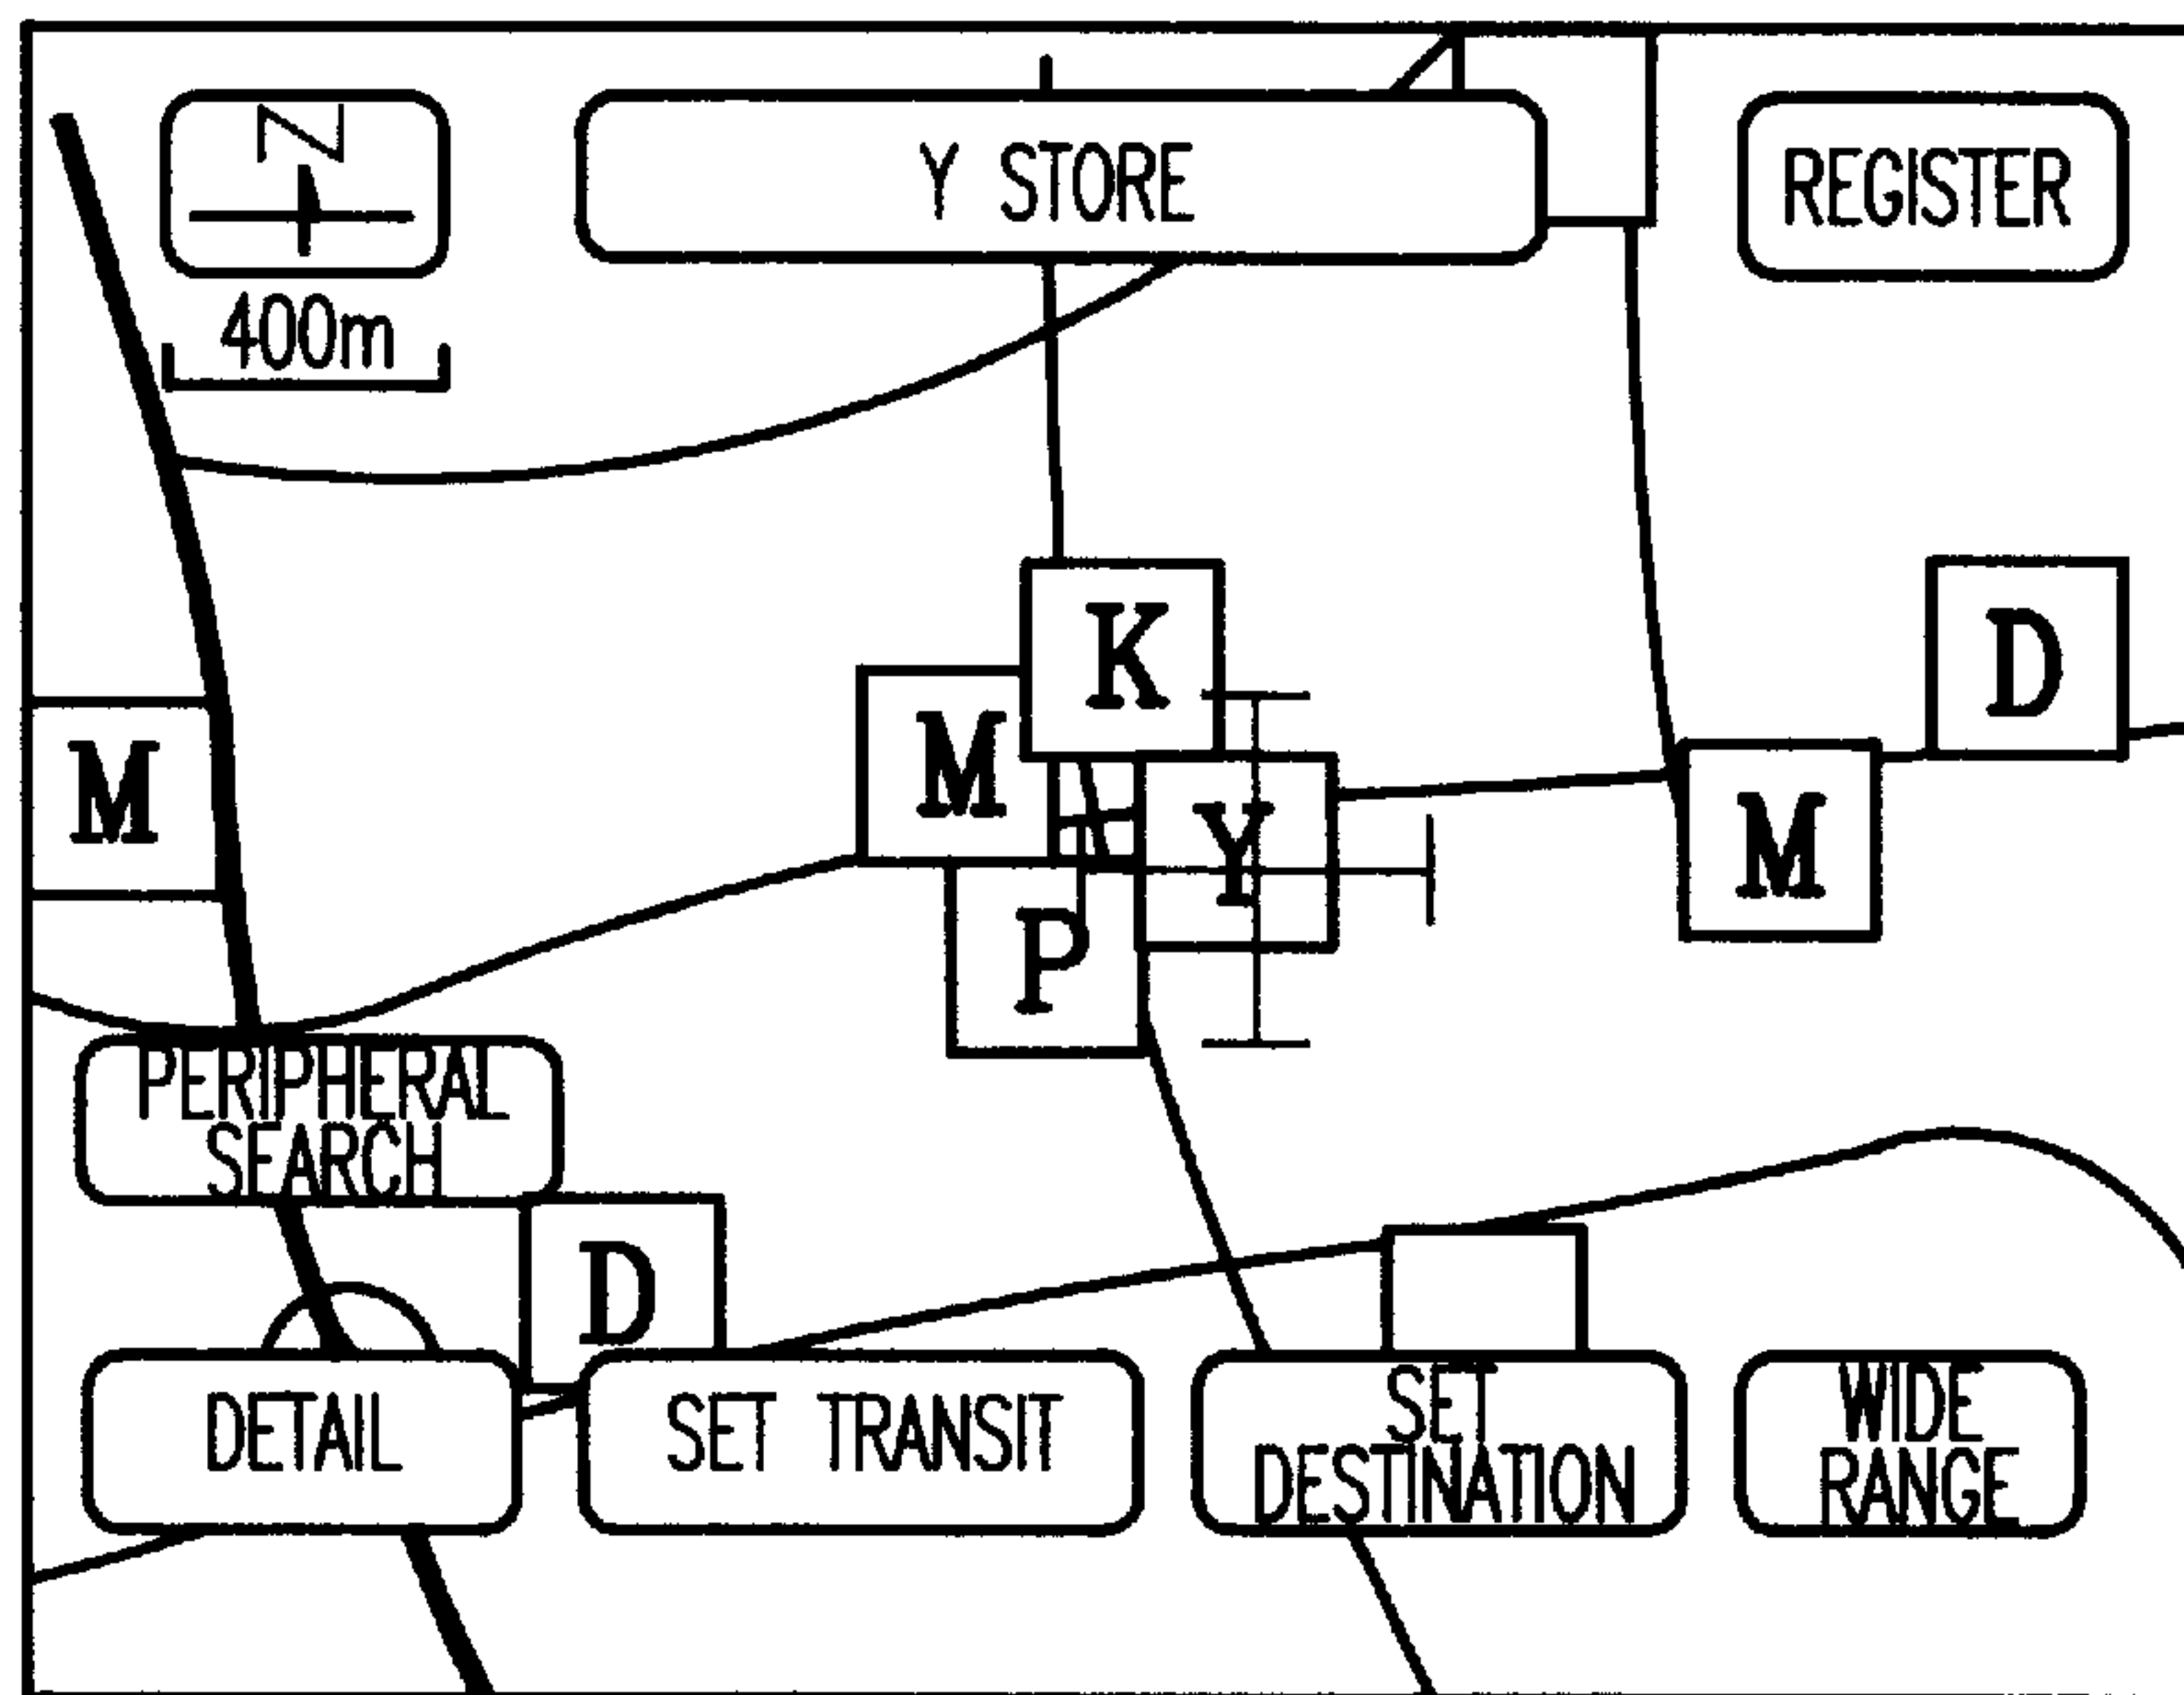 N
Y STORE
REGISTER
400m
K
D
M
M
Y
M
P
PERIPHERAL
SEARCH
D
DETAIL
SET TRANSIT
SET
DESTINATION
WIDE
RANGE